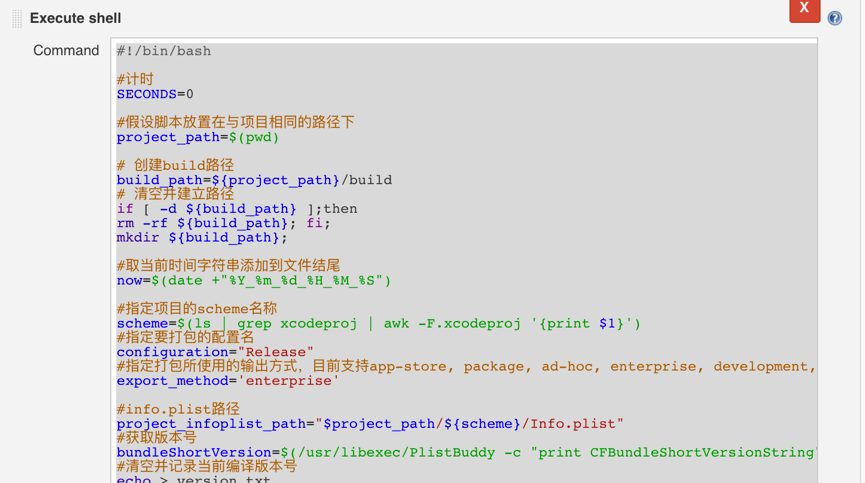 X
Execute shell
?
Command
#!/bin/bash
#计时
SECONDS=0
#假设脚本放置在与项目相同的路径下
project_path=$(pwd)
# 创建build路径
build_path=${project_path}/build
# 清空并建立路径
if [ -d ${build_path} ];then
rm -rf ${build_path}; fi;
mkdir ${build_path};
#取当前时间字符串添加到文件结尾
now=$(date +"%Y_%m_%d_%H_%M_%S")
#指定项目的scheme名称
scheme=$(ls | grep xcodeproj | awk -F.xcodeproj '{print $1}')
#指定要打包的配置名
configuration="Release"
#指定打包所使用的输出方式，目前支持app-store, package, ad-hoc, enterprise, development,
export_method='enterprise'
#info.plist路径
project_infoplist_path="$project_path/${scheme}/Info.plist"
#获取版本号
bundleShortVersion=$(/usr/libexec/PlistBuddy -c "print CFBundleShortVersionString"
#清空并记录当前编译版本号
echo > version.txt